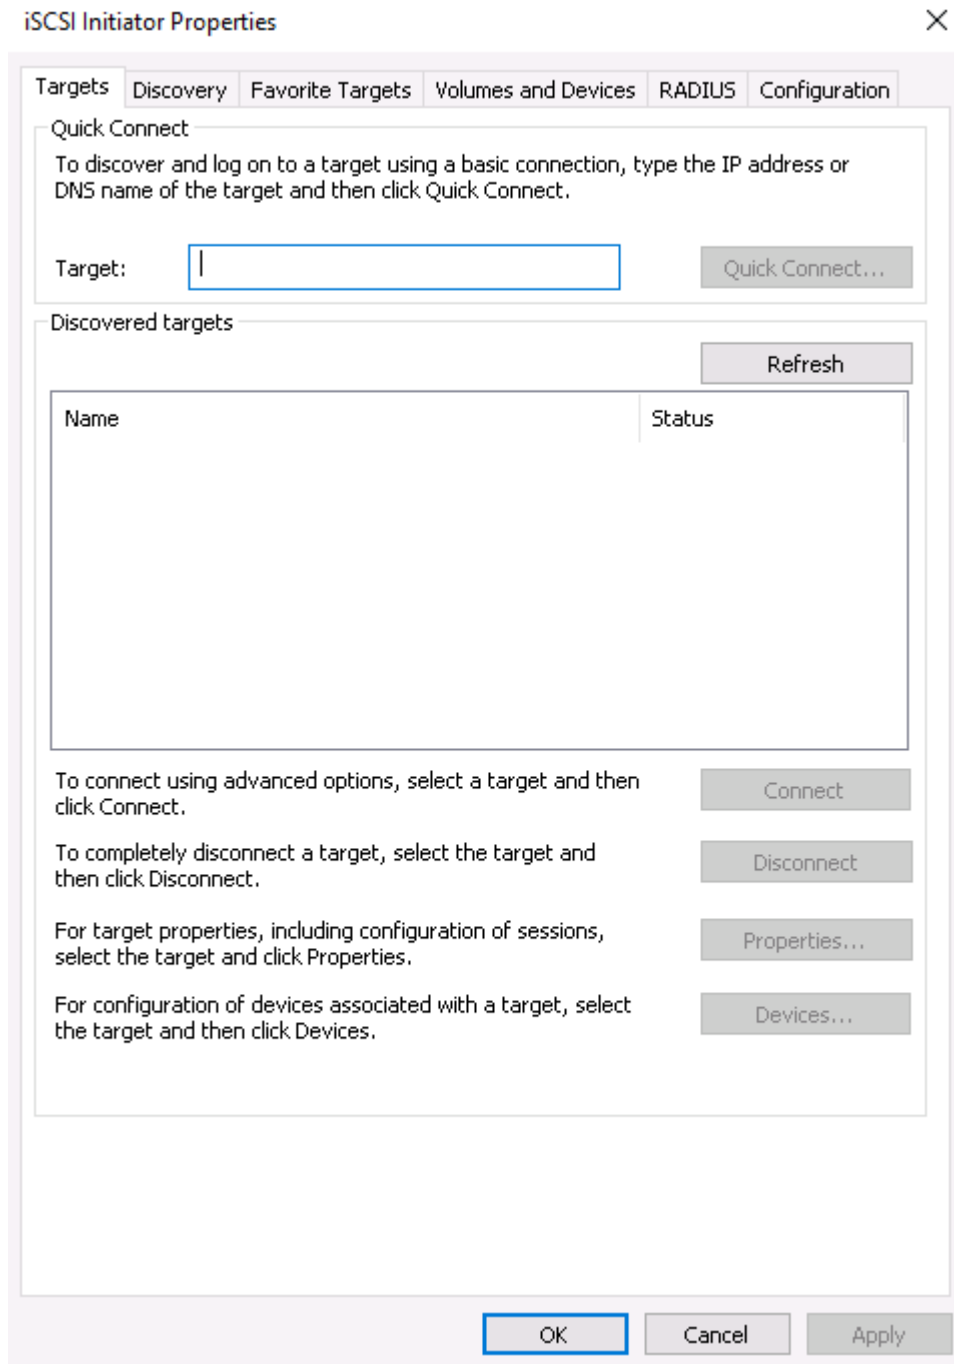 iSCSI Initiator Properties
Targets Discovery Favorite Targets Volumes and Devices RADIUS Configuration
Quick Connect
To discover and log on to a target using a basic connection, type the IP address or
DNS name of the target and then click Quick Connect.
Target: Quick Connect...
Discovered targets
Refresh
Name Status
To connect using advanced options, select a target and then
click Connect.
Connect
To completely disconnect a target, select the target and
then click Disconnect.
Disconnect
For target properties, including configuration of sessions,
select the target and click Properties.
Properties...
For configuration of devices associated with a target, select
the target and then click Devices.
Devices...
OK Cancel Apply